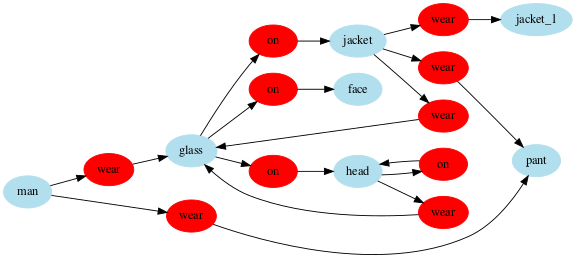 wear
jacket_1
on
jacket
wear
on
face
wear
glass
wear
on
head
on
pant
man
wear
wear